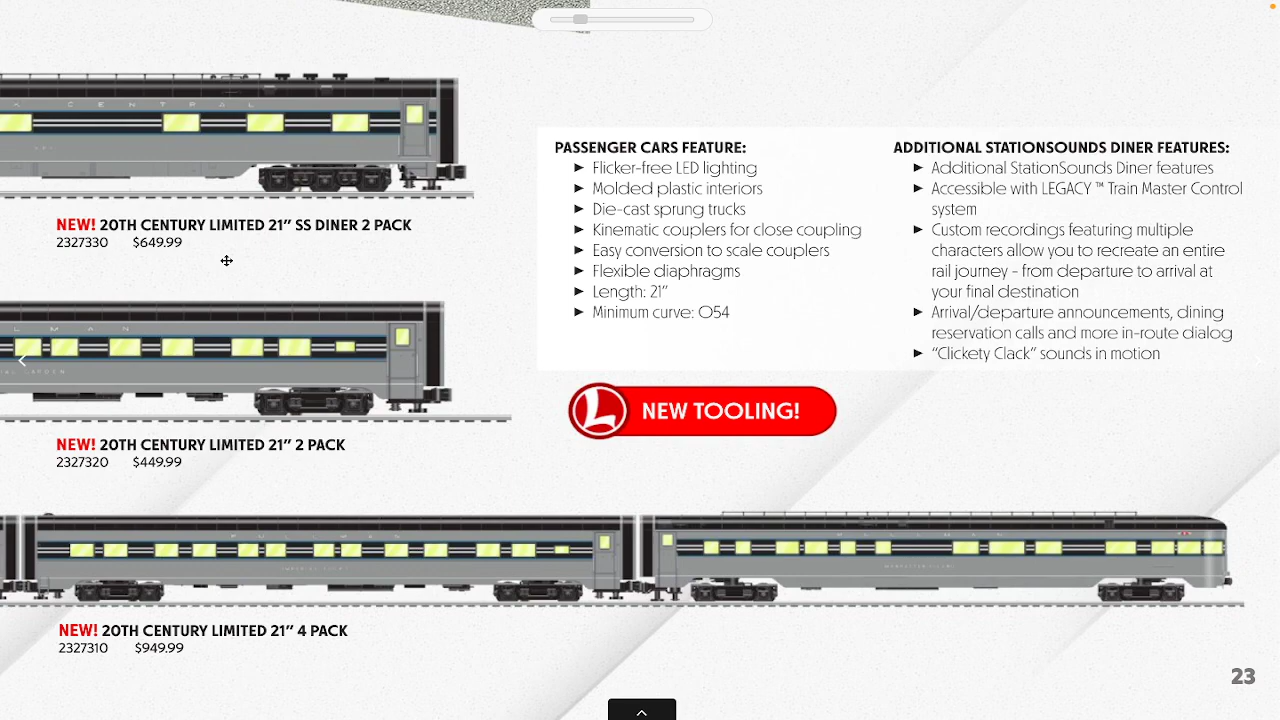 C E N T R A L
NEW! 20TH CENTURY LIMITED 21” SS DINER 2 PACK
2327330 $649.99
L M A N
NEW! 20TH CENTURY LIMITED 21” 2 PACK
2327320 $449.99
PASSENGER CARS FEATURE:
► Flicker-free LED lighting
► Molded plastic interiors
► Die-cast sprung trucks
► Kinematic couplers for close coupling
► Easy conversion to scale couplers
► Flexible diaphragms
► Length: 21”
► Minimum curve: O54
ADDITIONAL STATIONSOUNDS DINER FEATURES:
► Additional StationSounds Diner features
► Accessible with LEGACY ™ Train Master Control
system
► Custom recordings featuring multiple
characters allow you to recreate an entire
rail journey - from departure to arrival at
your final destination
► Arrival/departure announcements, dining
reservation calls and more in-route dialog
► “Clickety Clack” sounds in motion
L NEW TOOLING!
P U L L M A N
P U L L M A N
NEW! 20TH CENTURY LIMITED 21” 4 PACK
2327310 $949.99
23